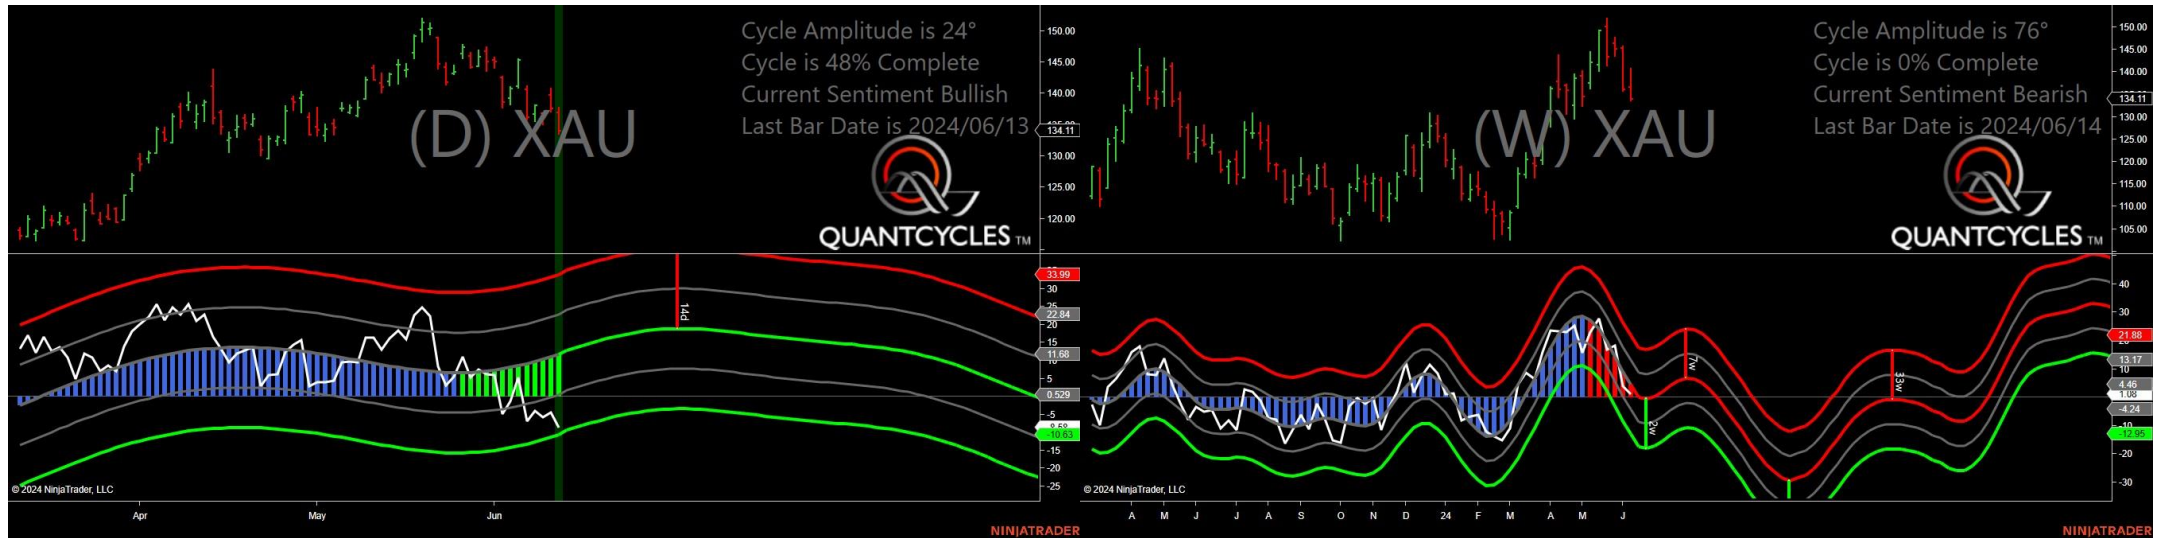 Cycle Amplitude is 24°
Cycle is 48% Complete
Current Sentiment Bullish
Last Bar Date is 2024/06/13
(D) XAU
QUANTCYCLES TM
150.00
145.00
140.00
134.11
130.00
125.00
120.00
33.99
30
25
22.84
20
15
11.68
5
0.529
-5
-10.63
-15
-20
-25
14d
© 2024 NinjaTrader, LLC
Apr
May
Jun
NINJATRADER
Cycle Amplitude is 76°
Cycle is 0% Complete
Current Sentiment Bearish
Last Bar Date is 2024/06/14
(W) XAU
QUANTCYCLES TM
150.00
145.00
140.00
134.11
130.00
125.00
120.00
115.00
110.00
105.00
40
30
21.88
13.17
10
4.46
1.08
-4.24
-10
-12.95
-20
-30
7w
2w
33w
© 2024 NinjaTrader, LLC
A M J J A S O N D 24 F M A M J
NINJATRADER